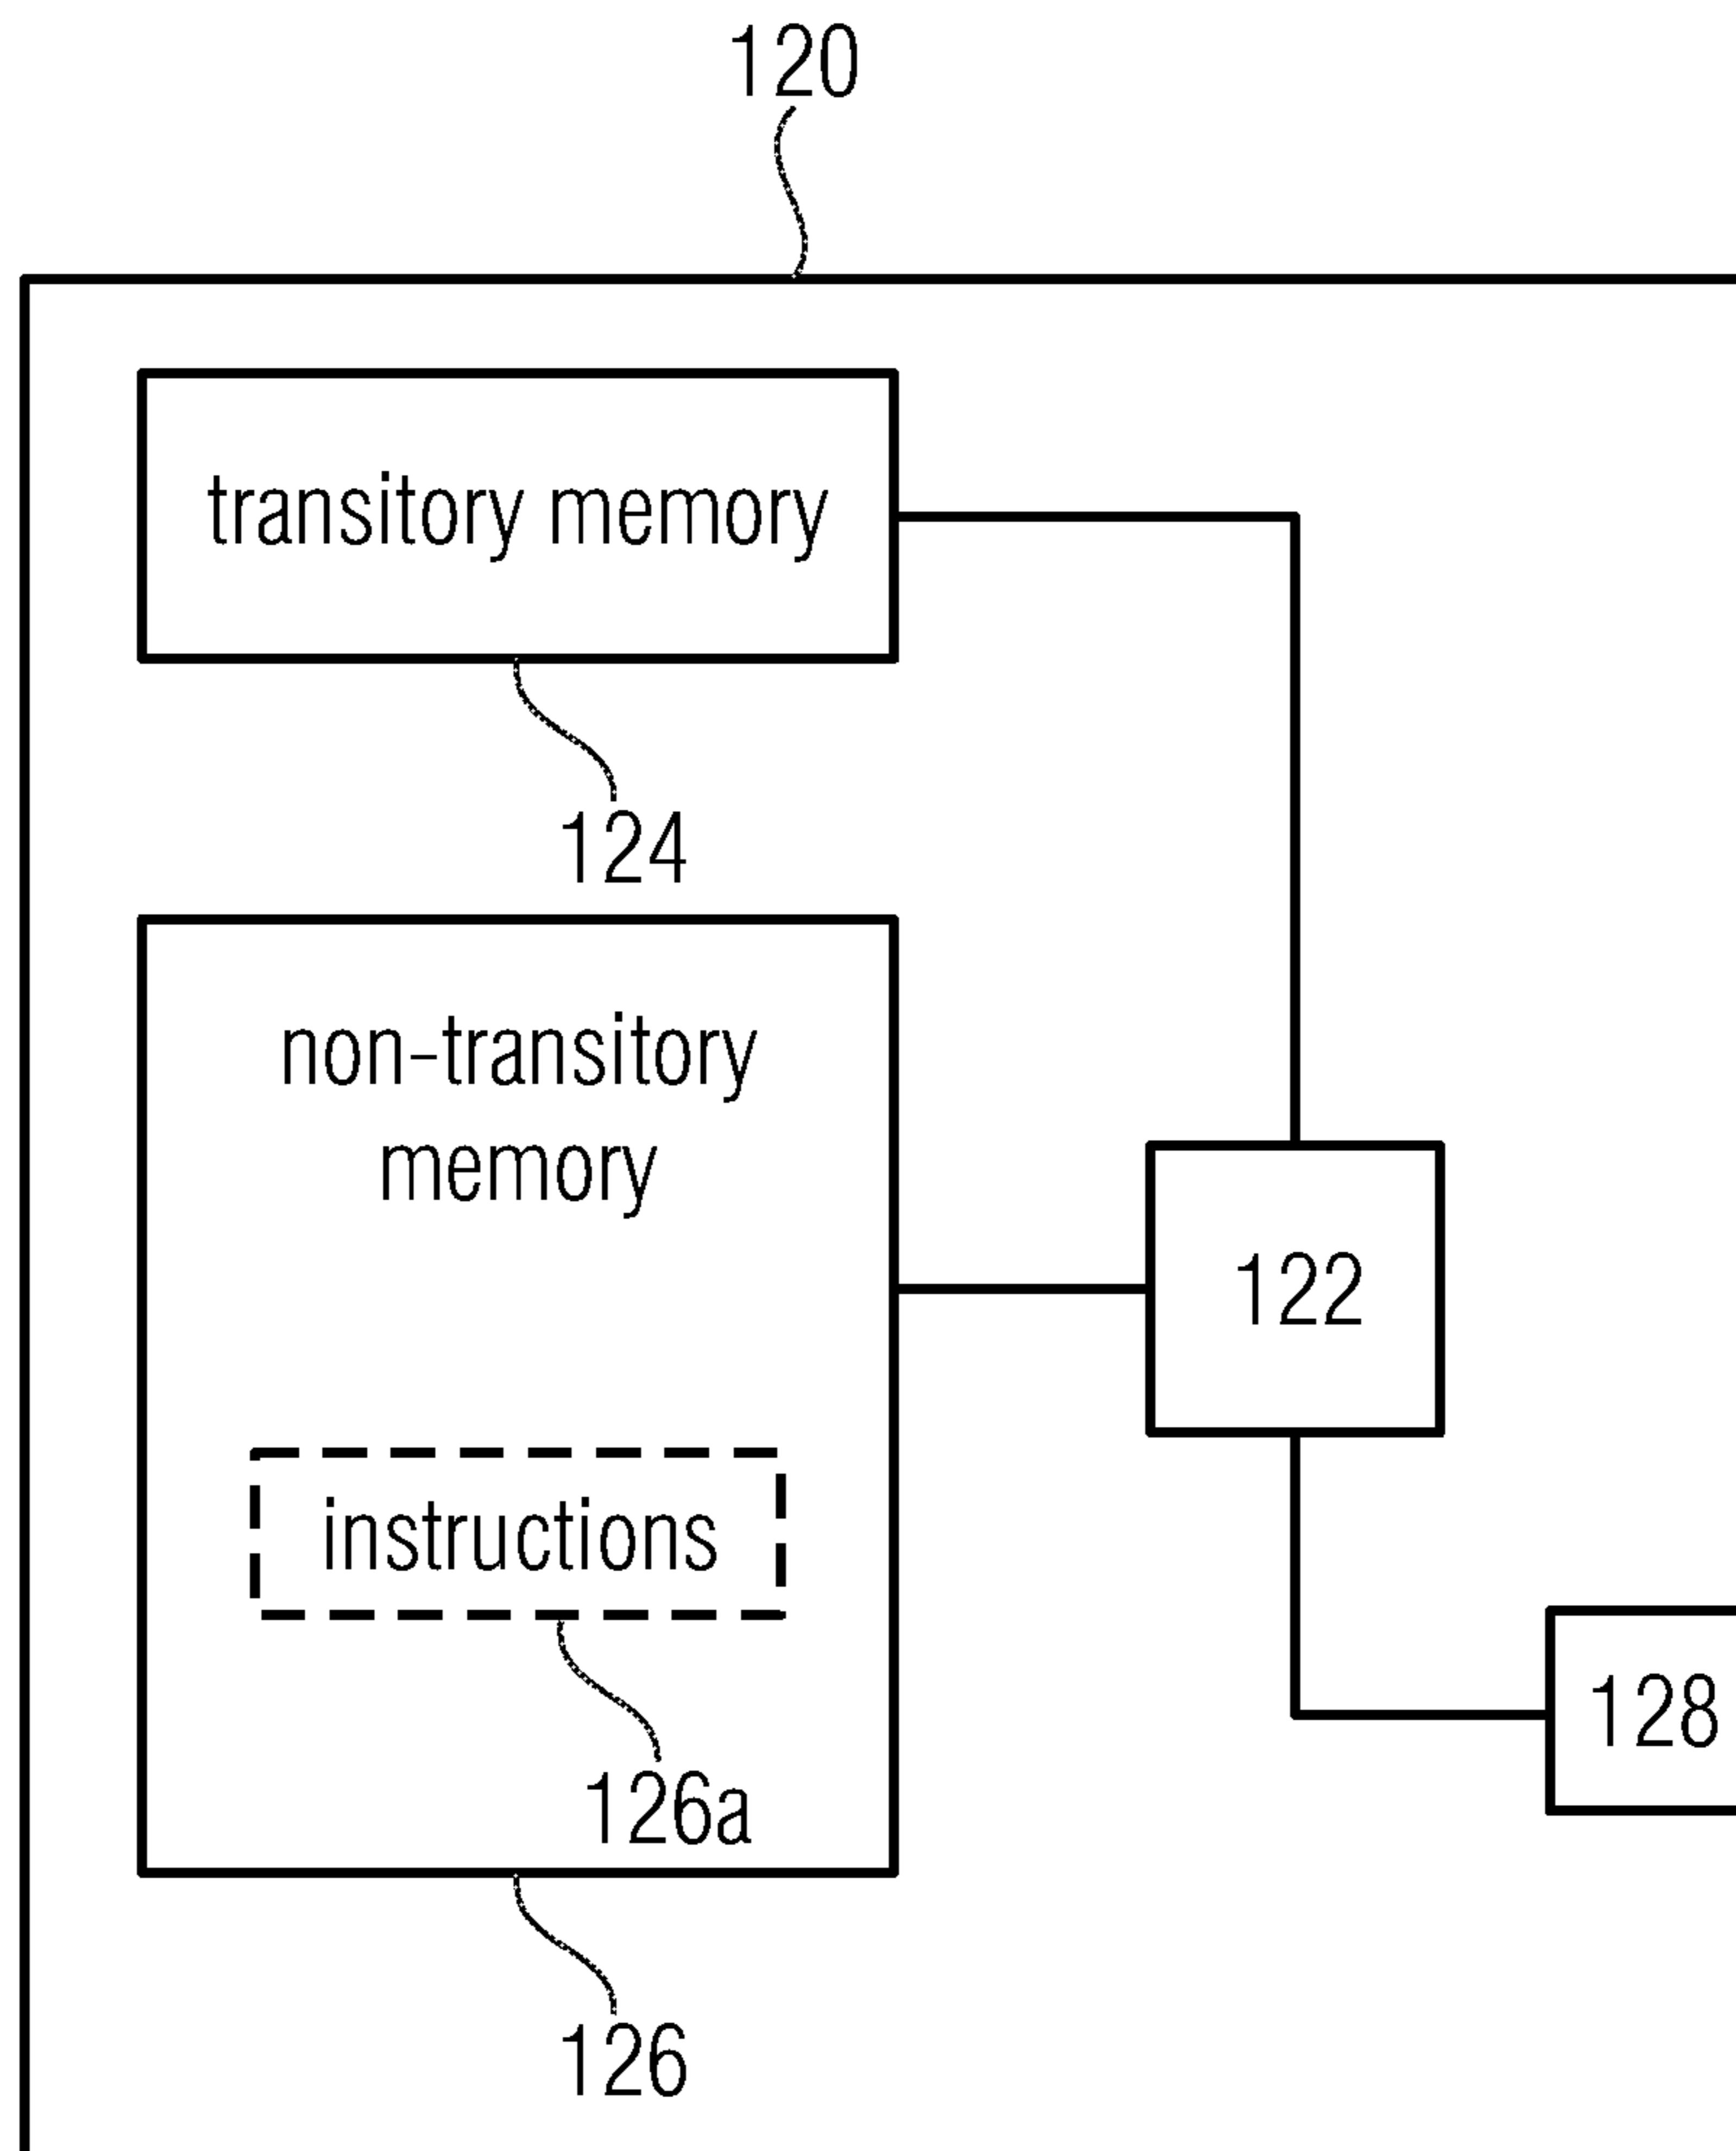 120
transitory memory
124
non-transitory
memory
122
instructions
128
126a
126